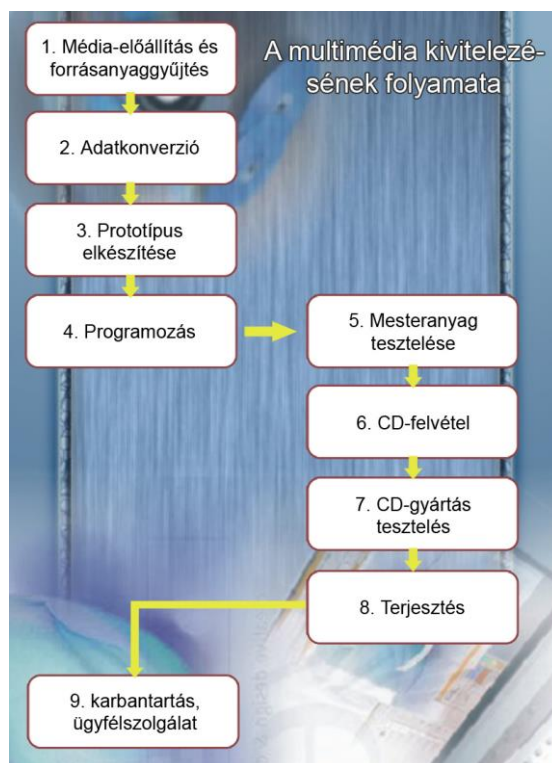 A multimédia kivitelezé-
sének folyamata
1. Média-előállítás és
forrásanyaggyűjtés
2. Adatkonverzió
3. Prototípus
elkészítése
4. Programozás
5. Mesteranyag
tesztelése
6. CD-felvétel
7. CD-gyártás
tesztelés
8. Terjesztés
9. karbantartás,
ügyfélszolgálat